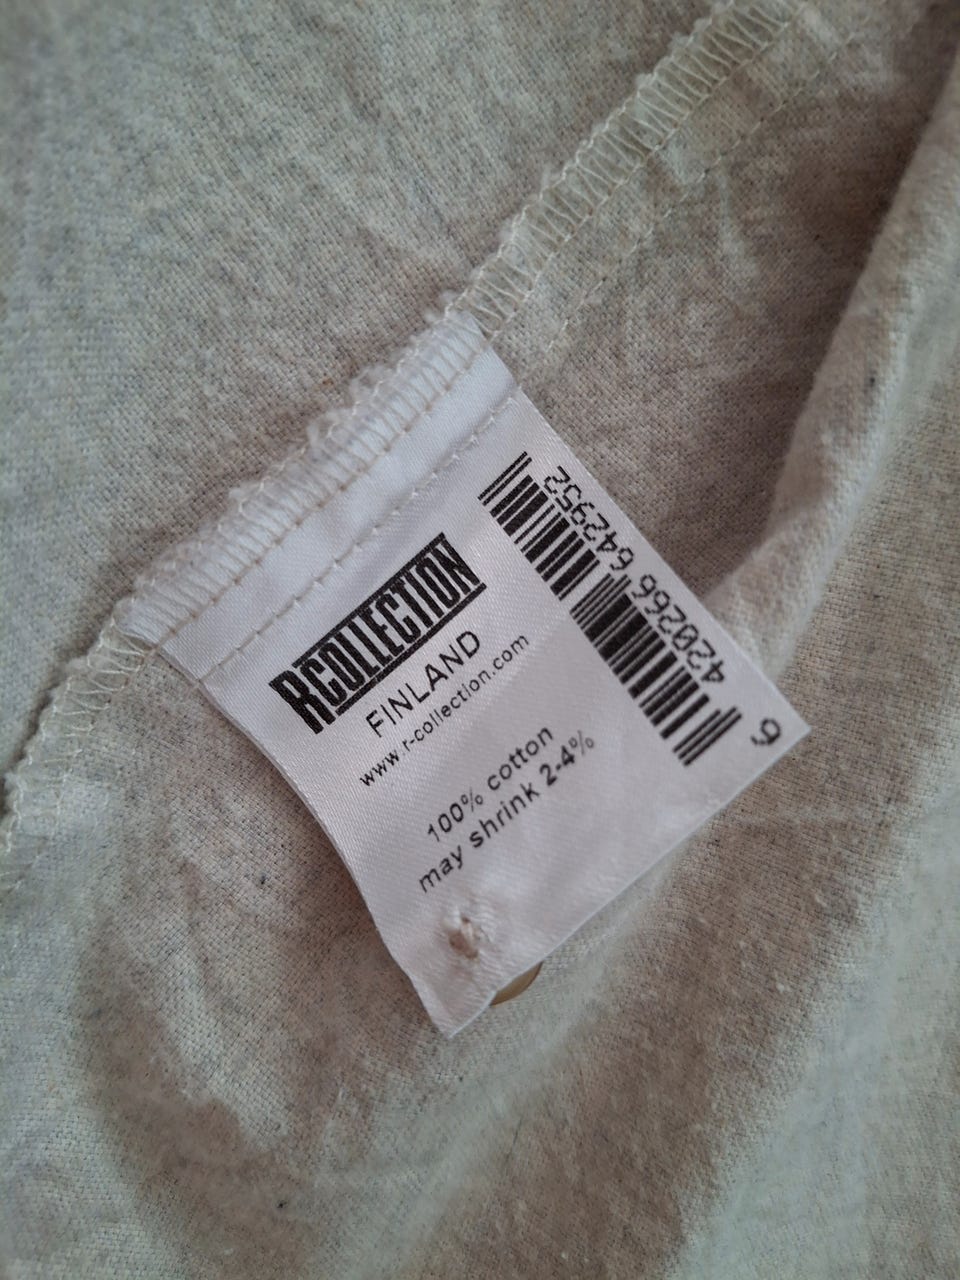 RCOLLECTION
FINLAND
www.r-collection.com
100% cotton
may shrink 2-4%
6 420266 642952